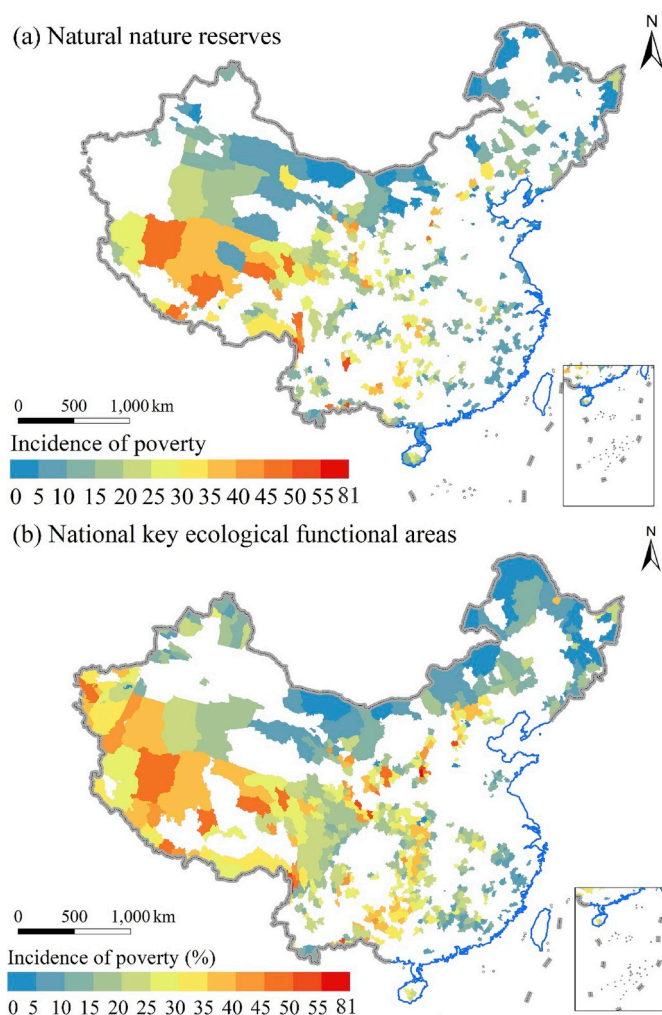 (a) Natural nature reserves
N
0 500 1,000 km
Incidence of poverty
0 5 10 15 20 25 30 35 40 45 50 55 81
(b) National key ecological functional areas
N
0 500 1,000 km
Incidence of poverty (%)
0 5 10 15 20 25 30 35 40 45 50 55 81